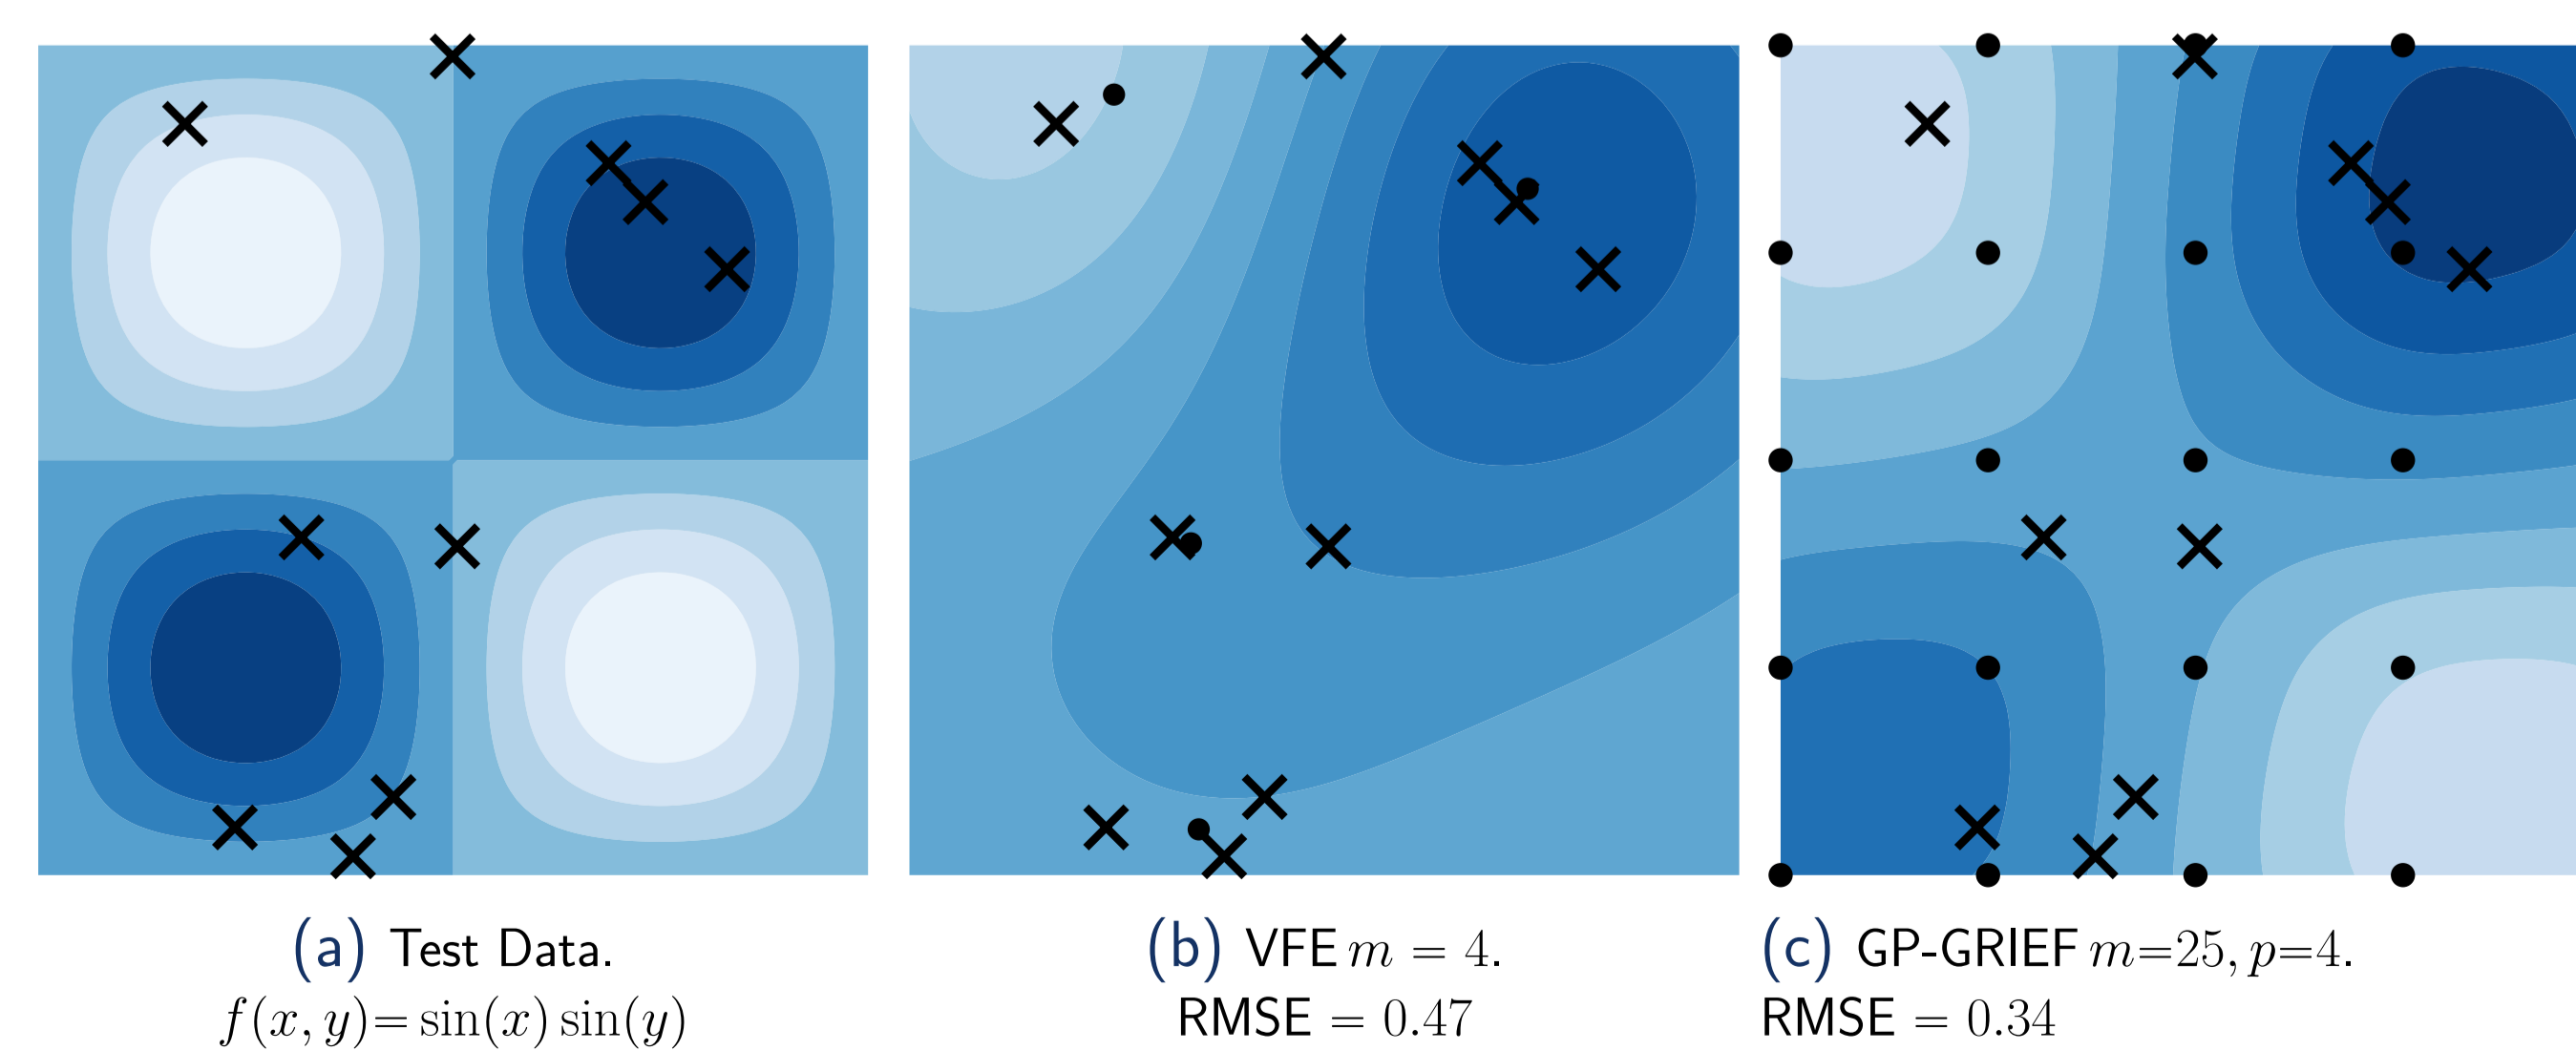 (a) Test Data.
f(x, y)= sin(x) sin(y)
(b) VFE m = 4.
RMSE = 0.47
(c) GP-GRIEF m=25, p=4.
RMSE = 0.34